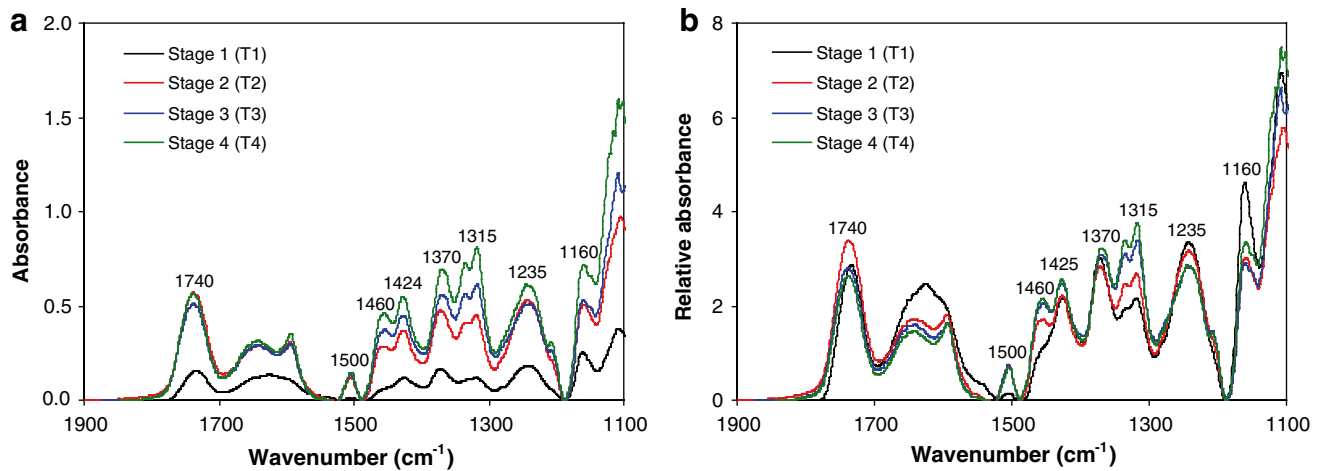 a
2.0
1.5
1.0
0.5
0.0
Absorbance
Stage 1 (T1)
Stage 2 (T2)
Stage 3 (T3)
Stage 4 (T4)
1740
1500
1460
1424
1370
1315
1235
1160
1900
1700
1500
1300
1100
Wavenumber (cm⁻¹)
b
8
6
4
2
0
Relative absorbance
Stage 1 (T1)
Stage 2 (T2)
Stage 3 (T3)
Stage 4 (T4)
1740
1500
1460
1425
1370
1315
1235
1160
1900
1700
1500
1300
1100
Wavenumber (cm⁻¹)